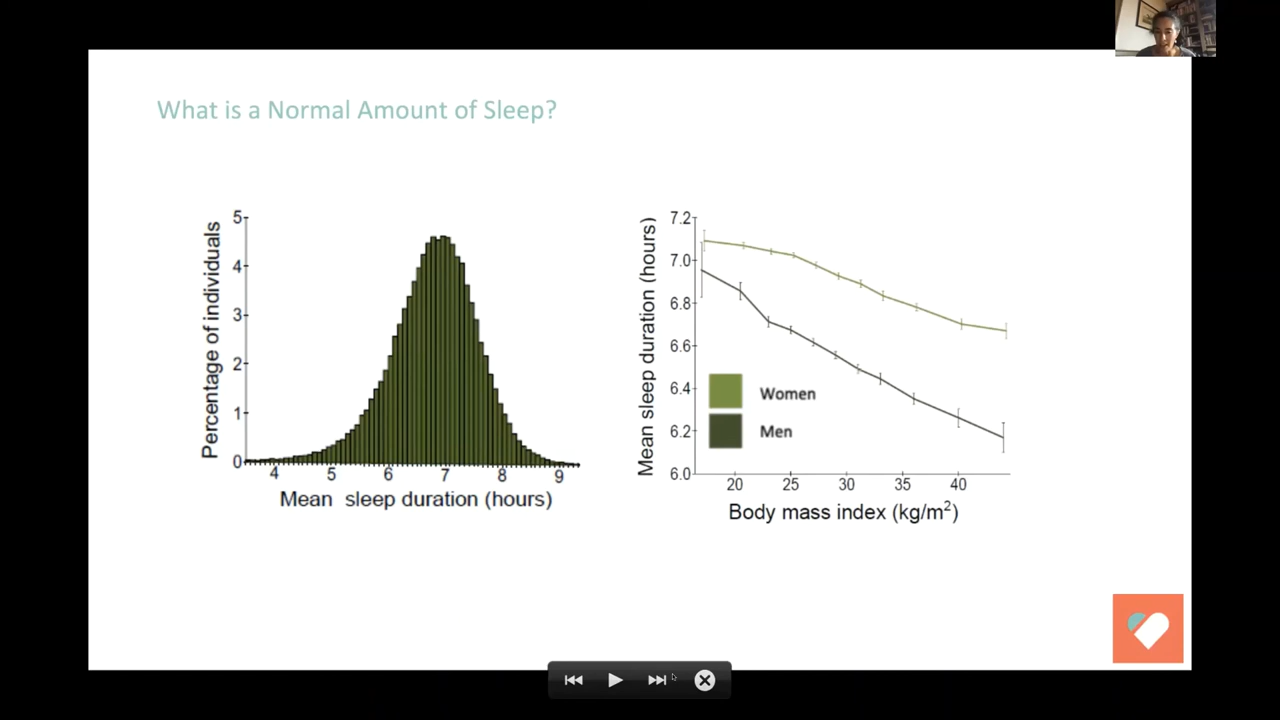 What is a Normal Amount of Sleep?
Percentage of individuals
5
4
3
2
1
0
4 5 6 7 8 9
Mean sleep duration (hours)
Mean sleep duration (hours)
7.2
7.0
6.8
6.6
6.4
6.2
6.0
Women
Men
20 25 30 35 40
Body mass index (kg/m²)